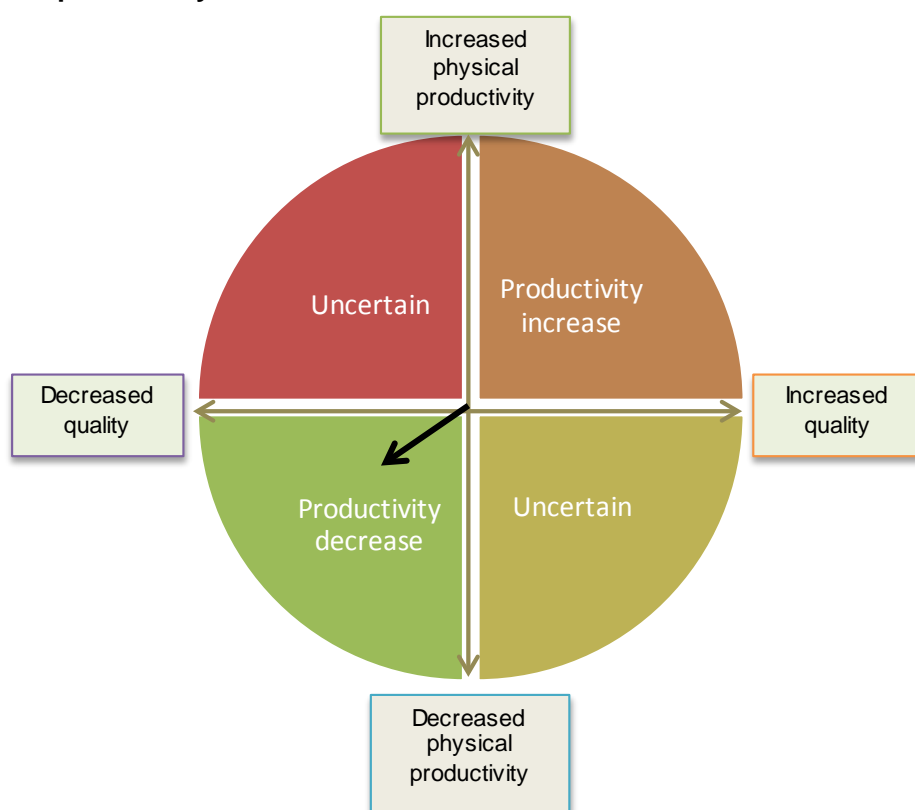 Increased
physical
productivity
Uncertain
Productivity
increase
Decreased
quality
Increased
quality
Productivity
decrease
Uncertain
Decreased
physical
productivity